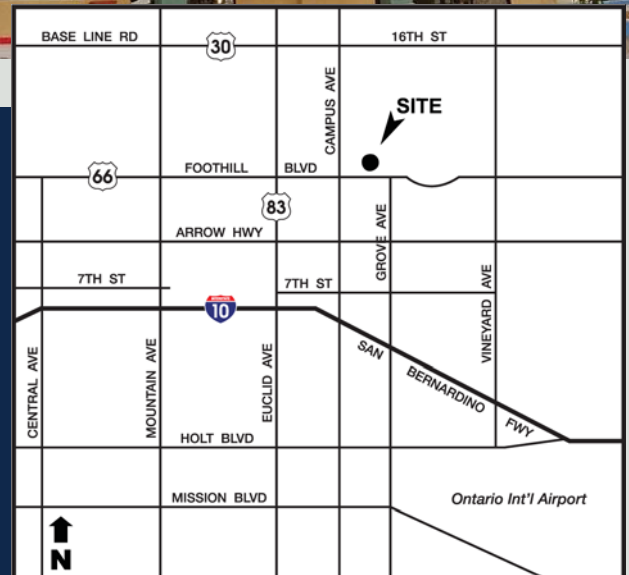 BASE LINE RD
30
16TH ST
CAMPUS AVE
SITE
66
FOOTHILL BLVD
83
ARROW HWY
GROVE AVE
7TH ST
7TH ST
VINEYARD AVE
10
SAN BERNARDINO FWY
CENTRAL AVE
MOUNTAIN AVE
EUCLID AVE
HOLT BLVD
MISSION BLVD
Ontario Int'l Airport
N